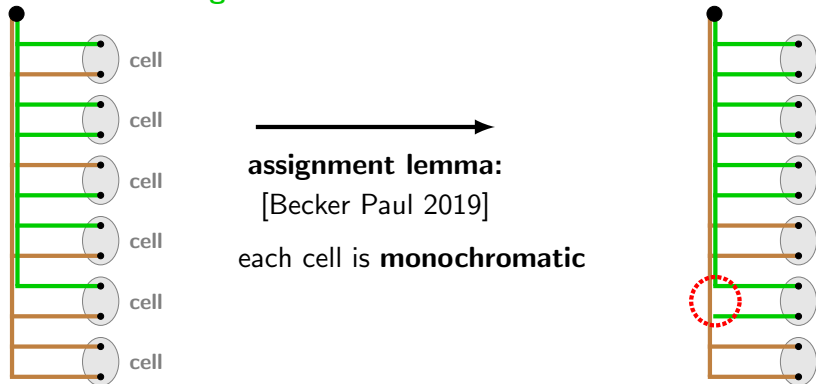 cell
cell
cell
cell
cell
cell
assignment lemma:
[Becker Paul 2019]
each cell is monochromatic